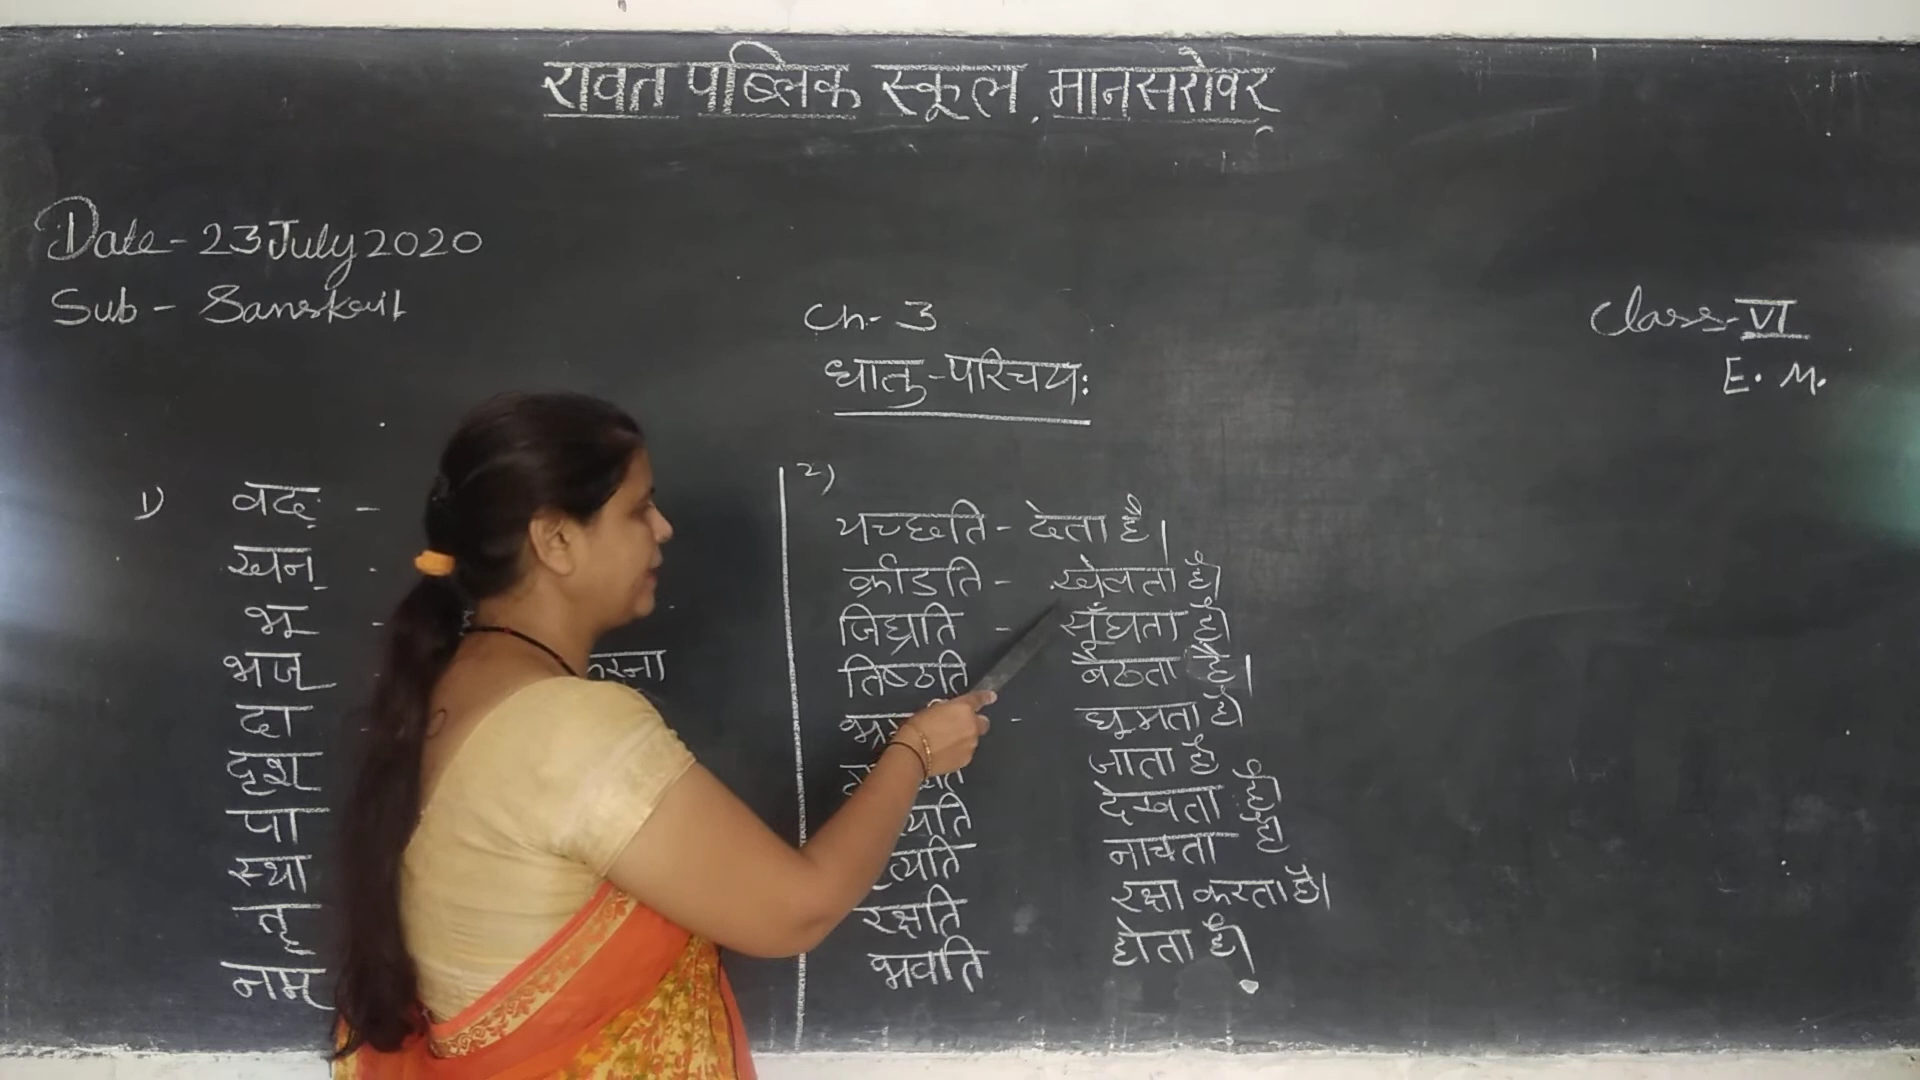 रावत पब्लिक स्कूल, मानसरोवर
Date - 23 July 2020
Sub - Sanskrit
Ch- 3
Class - VI
E. M.
धातु-परिचय:
1)
वद् -
खन् -
भू -
भज्
दा
दृश
पा
स्था
नृ
नम्
2)
यच्छति - देता है।
क्रीडति - खेलता है।
जिघ्रति - सूँघता है।
तिष्ठति बैठता है।
- घूमता है।
जाता है
देखता है।
नाचता है।
रक्षति रक्षा करता है।
भवति होता है।